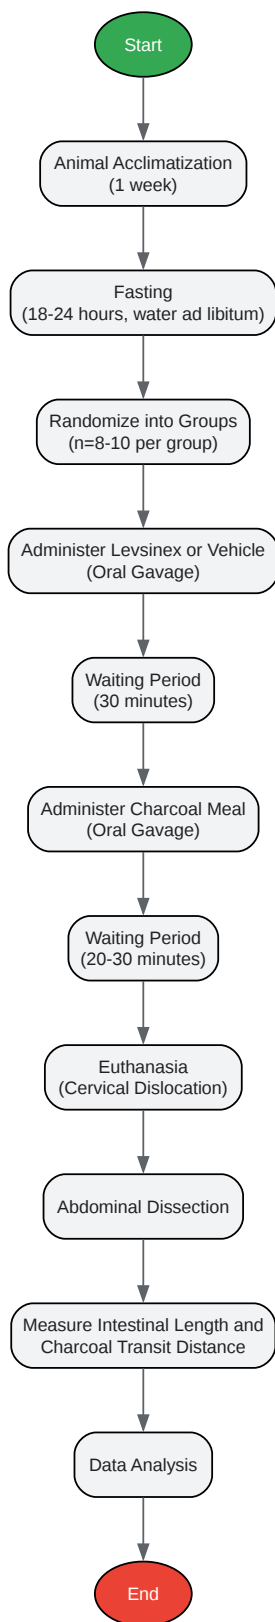 Start
Animal Acclimatization
(1 week)
Fasting
(18-24 hours, water ad libitum)
Randomize into Groups
(n=8-10 per group)
Administer Levsinex or Vehicle
(Oral Gavage)
Waiting Period
(30 minutes)
Administer Charcoal Meal
(Oral Gavage)
Waiting Period
(20-30 minutes)
Euthanasia
(Cervical Dislocation)
Abdominal Dissection
Measure Intestinal Length and
Charcoal Transit Distance
Data Analysis
End